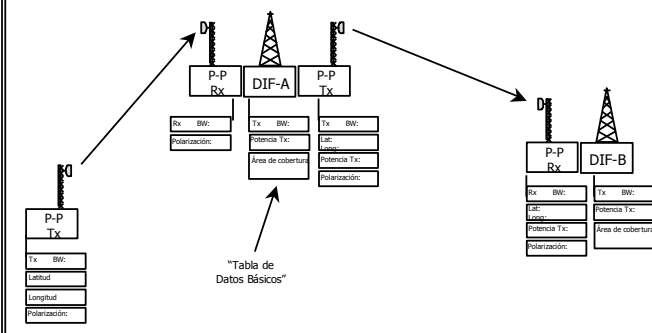 P-P
Rx
DIF-A
P-P
Tx
Rx BW:
Polarización:
Tx BW:
Potencia Tx:
Área de cobertura
Tx BW:
Lat:
Long:
Potencia Tx:
Polarización:
P-P
Rx
DIF-B
Rx BW:
Lat:
Long:
Potencia Tx:
Polarización:
Tx BW:
Potencia Tx:
Área de cobertura
P-P
Tx
Tx BW:
Latitud
Longitud
Polarización:
"Tabla de
Datos Básicos"